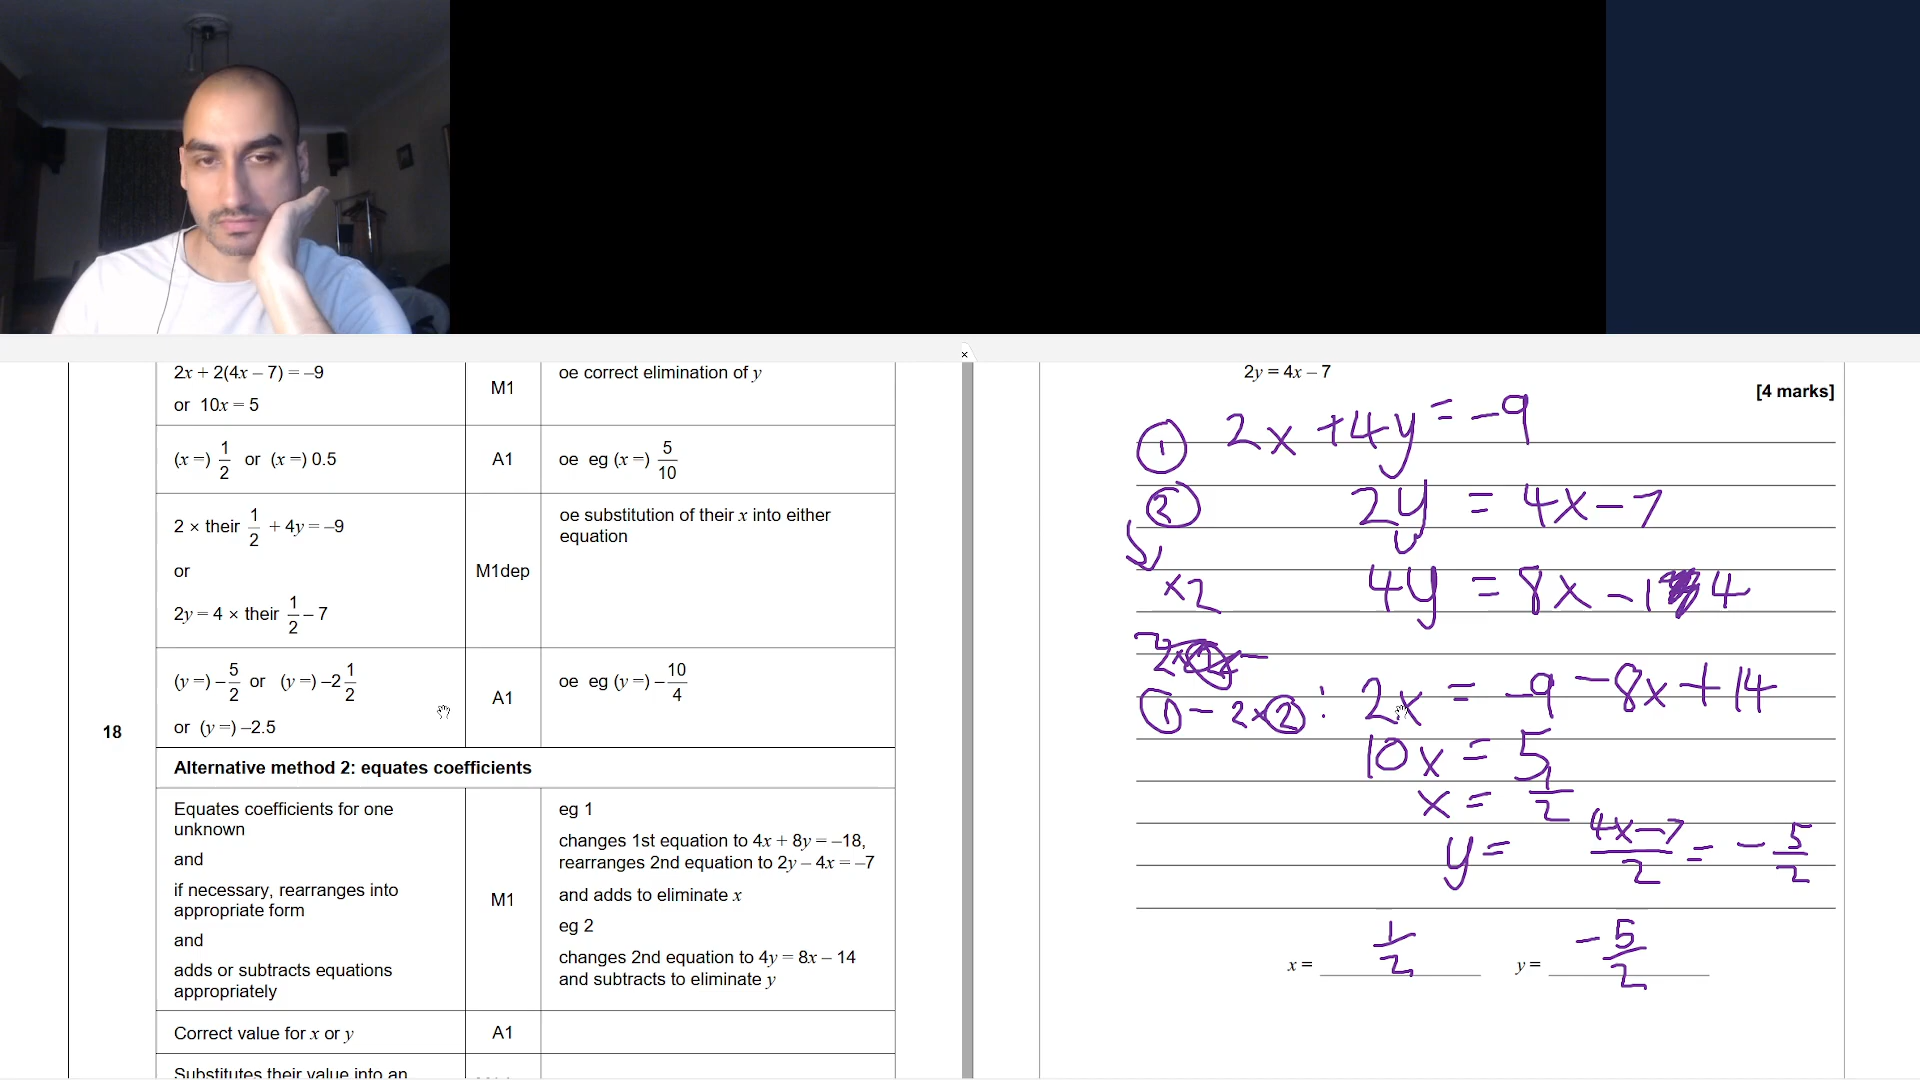 2x + 2(4x – 7) = –9
or 10x = 5
M1
oe correct elimination of y
(x =) 1/2 or (x =) 0.5
A1
oe eg (x =) 5/10
2 × their 1/2 + 4y = –9
or
2y = 4 × their 1/2 – 7
M1dep
oe substitution of their x into either
equation
(y =) – 5/2 or (y =) –2 1/2
or (y =) –2.5
A1
oe eg (y =) – 10/4
18
Alternative method 2: equates coefficients
Equates coefficients for one
unknown
and
if necessary, rearranges into
appropriate form
and
adds or subtracts equations
appropriately
M1
eg 1
changes 1st equation to 4x + 8y = –18,
rearranges 2nd equation to 2y – 4x = –7
and adds to eliminate x
eg 2
changes 2nd equation to 4y = 8x – 14
and subtracts to eliminate y
Correct value for x or y
A1
Substitutes their value into an
×
2y = 4x – 7
[4 marks]
① 2x + 4y = -9
② 2y = 4x - 7
×2 4y = 8x - 14
① - 2×② : 2x = -9 - 8x + 14
10x = 5
x = 1/2
y = 4x-7/2 = - 5/2
x = 1/2 y = -5/2